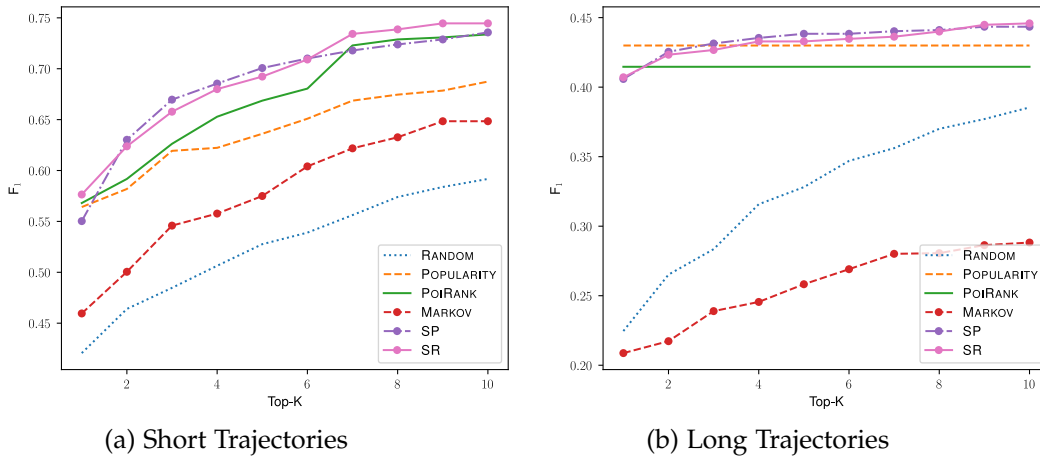 0.75
0.70
0.65
0.60
0.55
0.50
0.45
F1
2
4
6
8
10
Top-K
RANDOM
POPULARITY
POIRANK
MARKOV
SP
SR
(a) Short Trajectories
0.45
0.40
0.35
0.30
0.25
0.20
F1
2
4
6
8
10
Top-K
RANDOM
POPULARITY
POIRANK
MARKOV
SP
SR
(b) Long Trajectories